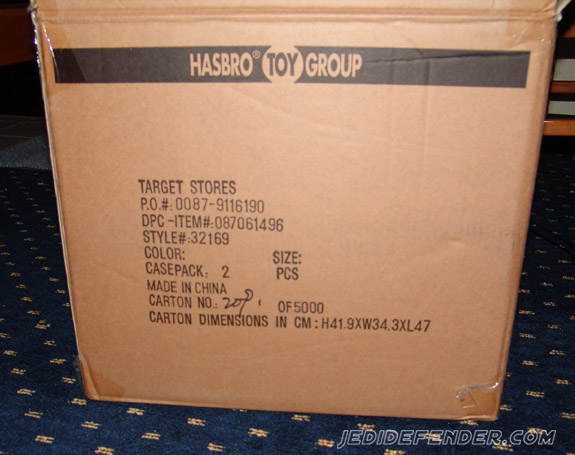 HASBRO® TOY GROUP
TARGET STORES
P.O.#: 0087-9116190
DPC-ITEM#: 087061496
STYLE#: 32169
COLOR: SIZE:
CASEPACK: 2 PCS
MADE IN CHINA
CARTON NO.: OF 5000
CARTON DIMENSIONS IN CM: H41.9XW34.3XL47
JEDIDEFENDER.COM